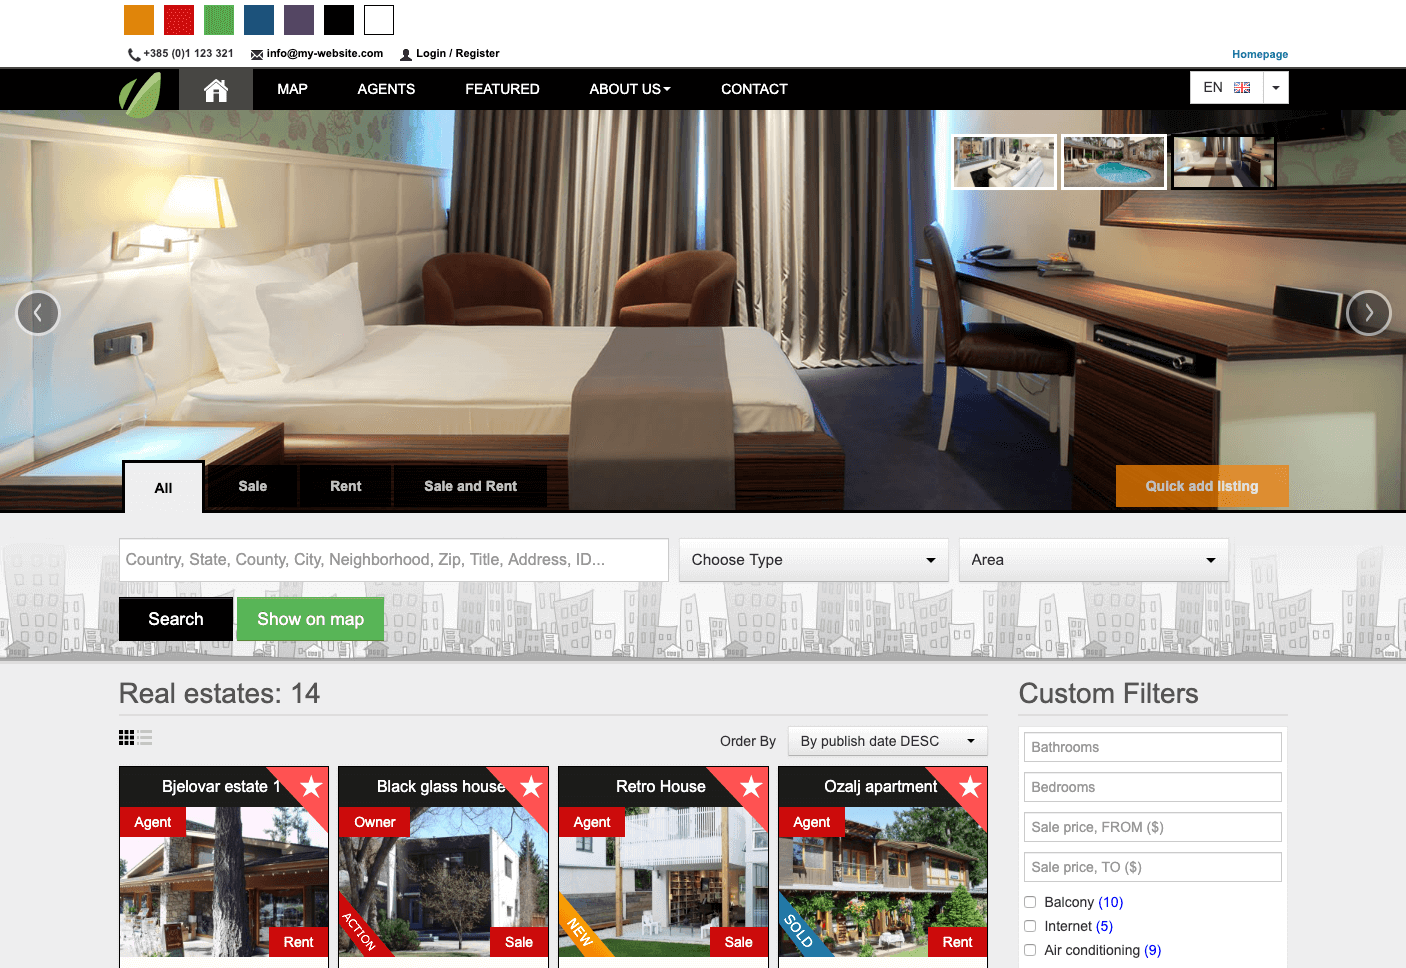 +385 (0)1 123 321 info@my-website.com Login / Register Homepage
MAP AGENTS FEATURED ABOUT US CONTACT EN
All Sale Rent Sale and Rent Quick add listing
Country, State, County, City, Neighborhood, Zip, Title, Address, ID... Choose Type Area
Search Show on map
Real estates: 14
Order By By publish date DESC
Bjelovar estate 1 Black glass house Retro House Ozalj apartment
Agent Owner Agent Agent
ACTION NEW SOLD
Rent Sale Sale Rent
Custom Filters
Bathrooms
Bedrooms
Sale price, FROM ($)
Sale price, TO ($)
Balcony (10)
Internet (5)
Air conditioning (9)